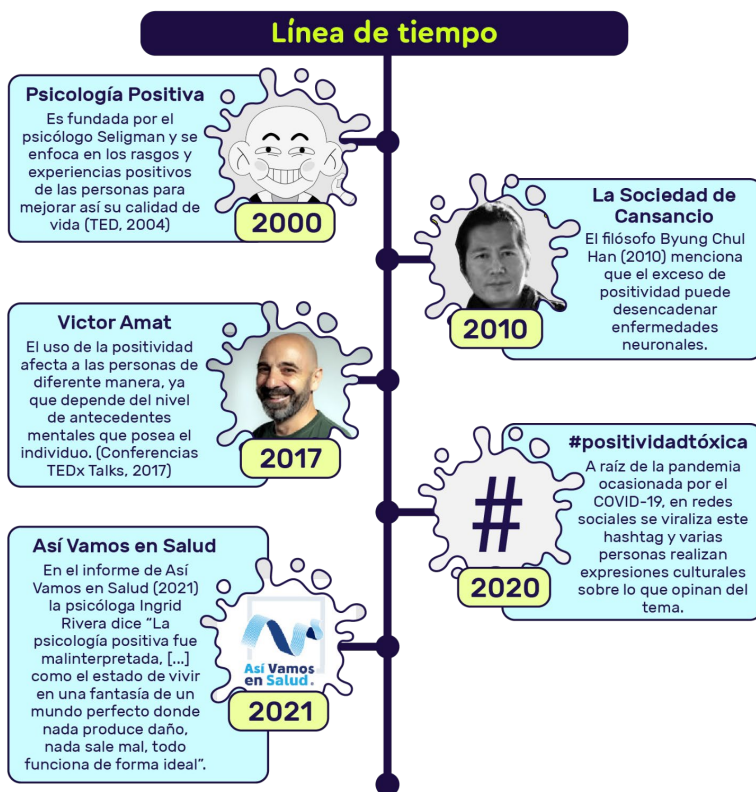 Línea de tiempo
Psicología Positiva
Es fundada por el
psicólogo Seligman y se
enfoca en los rasgos y
experiencias positivos
de las personas para
mejorar así su calidad de
vida (TED, 2004)
2000
La Sociedad de
Cansancio
El filósofo Byung Chul
Han (2010) menciona
que el exceso de
positividad puede
desencadenar
enfermedades
neuronales.
2010
Victor Amat
El uso de la positividad
afecta a las personas de
diferente manera, ya
que depende del nivel
de antecedentes
mentales que posea el
individuo. (Conferencias
TEDx Talks, 2017)
2017
#positividadtóxica
A raíz de la pandemia
ocasionada por el
COVID-19, en redes
sociales se viraliza este
hashtag y varias
personas realizan
expresiones culturales
sobre lo que opinan del
tema.
#
2020
Así Vamos en Salud
En el informe de Así
Vamos en Salud (2021)
la psicóloga Ingrid
Rivera dice “La
psicología positiva fue
malinterpretada, [...]
como el estado de vivir
en una fantasía de un
mundo perfecto donde
nada produce daño,
nada sale mal, todo
funciona de forma ideal”.
Así Vamos
en Salud.
2021